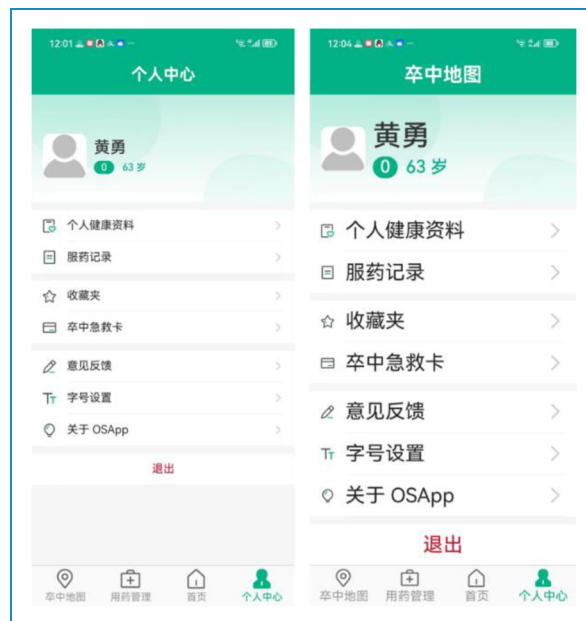 12:01
个人中心
黄勇
0 63 岁
个人健康资料
服药记录
收藏夹
卒中急救卡
意见反馈
字号设置
关于 OSApp
退出
卒中地图 用药管理 首页 个人中心
12:04
卒中地图
黄勇
0 63 岁
个人健康资料
服药记录
收藏夹
卒中急救卡
意见反馈
字号设置
关于 OSApp
退出
卒中地图 用药管理 首页 个人中心